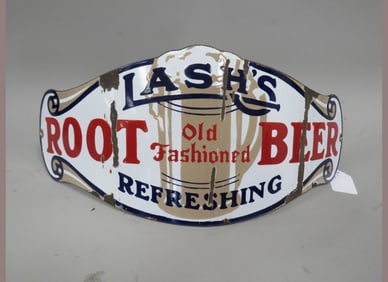 LASH'S
ROOT Old Fashioned BEER
REFRESHING